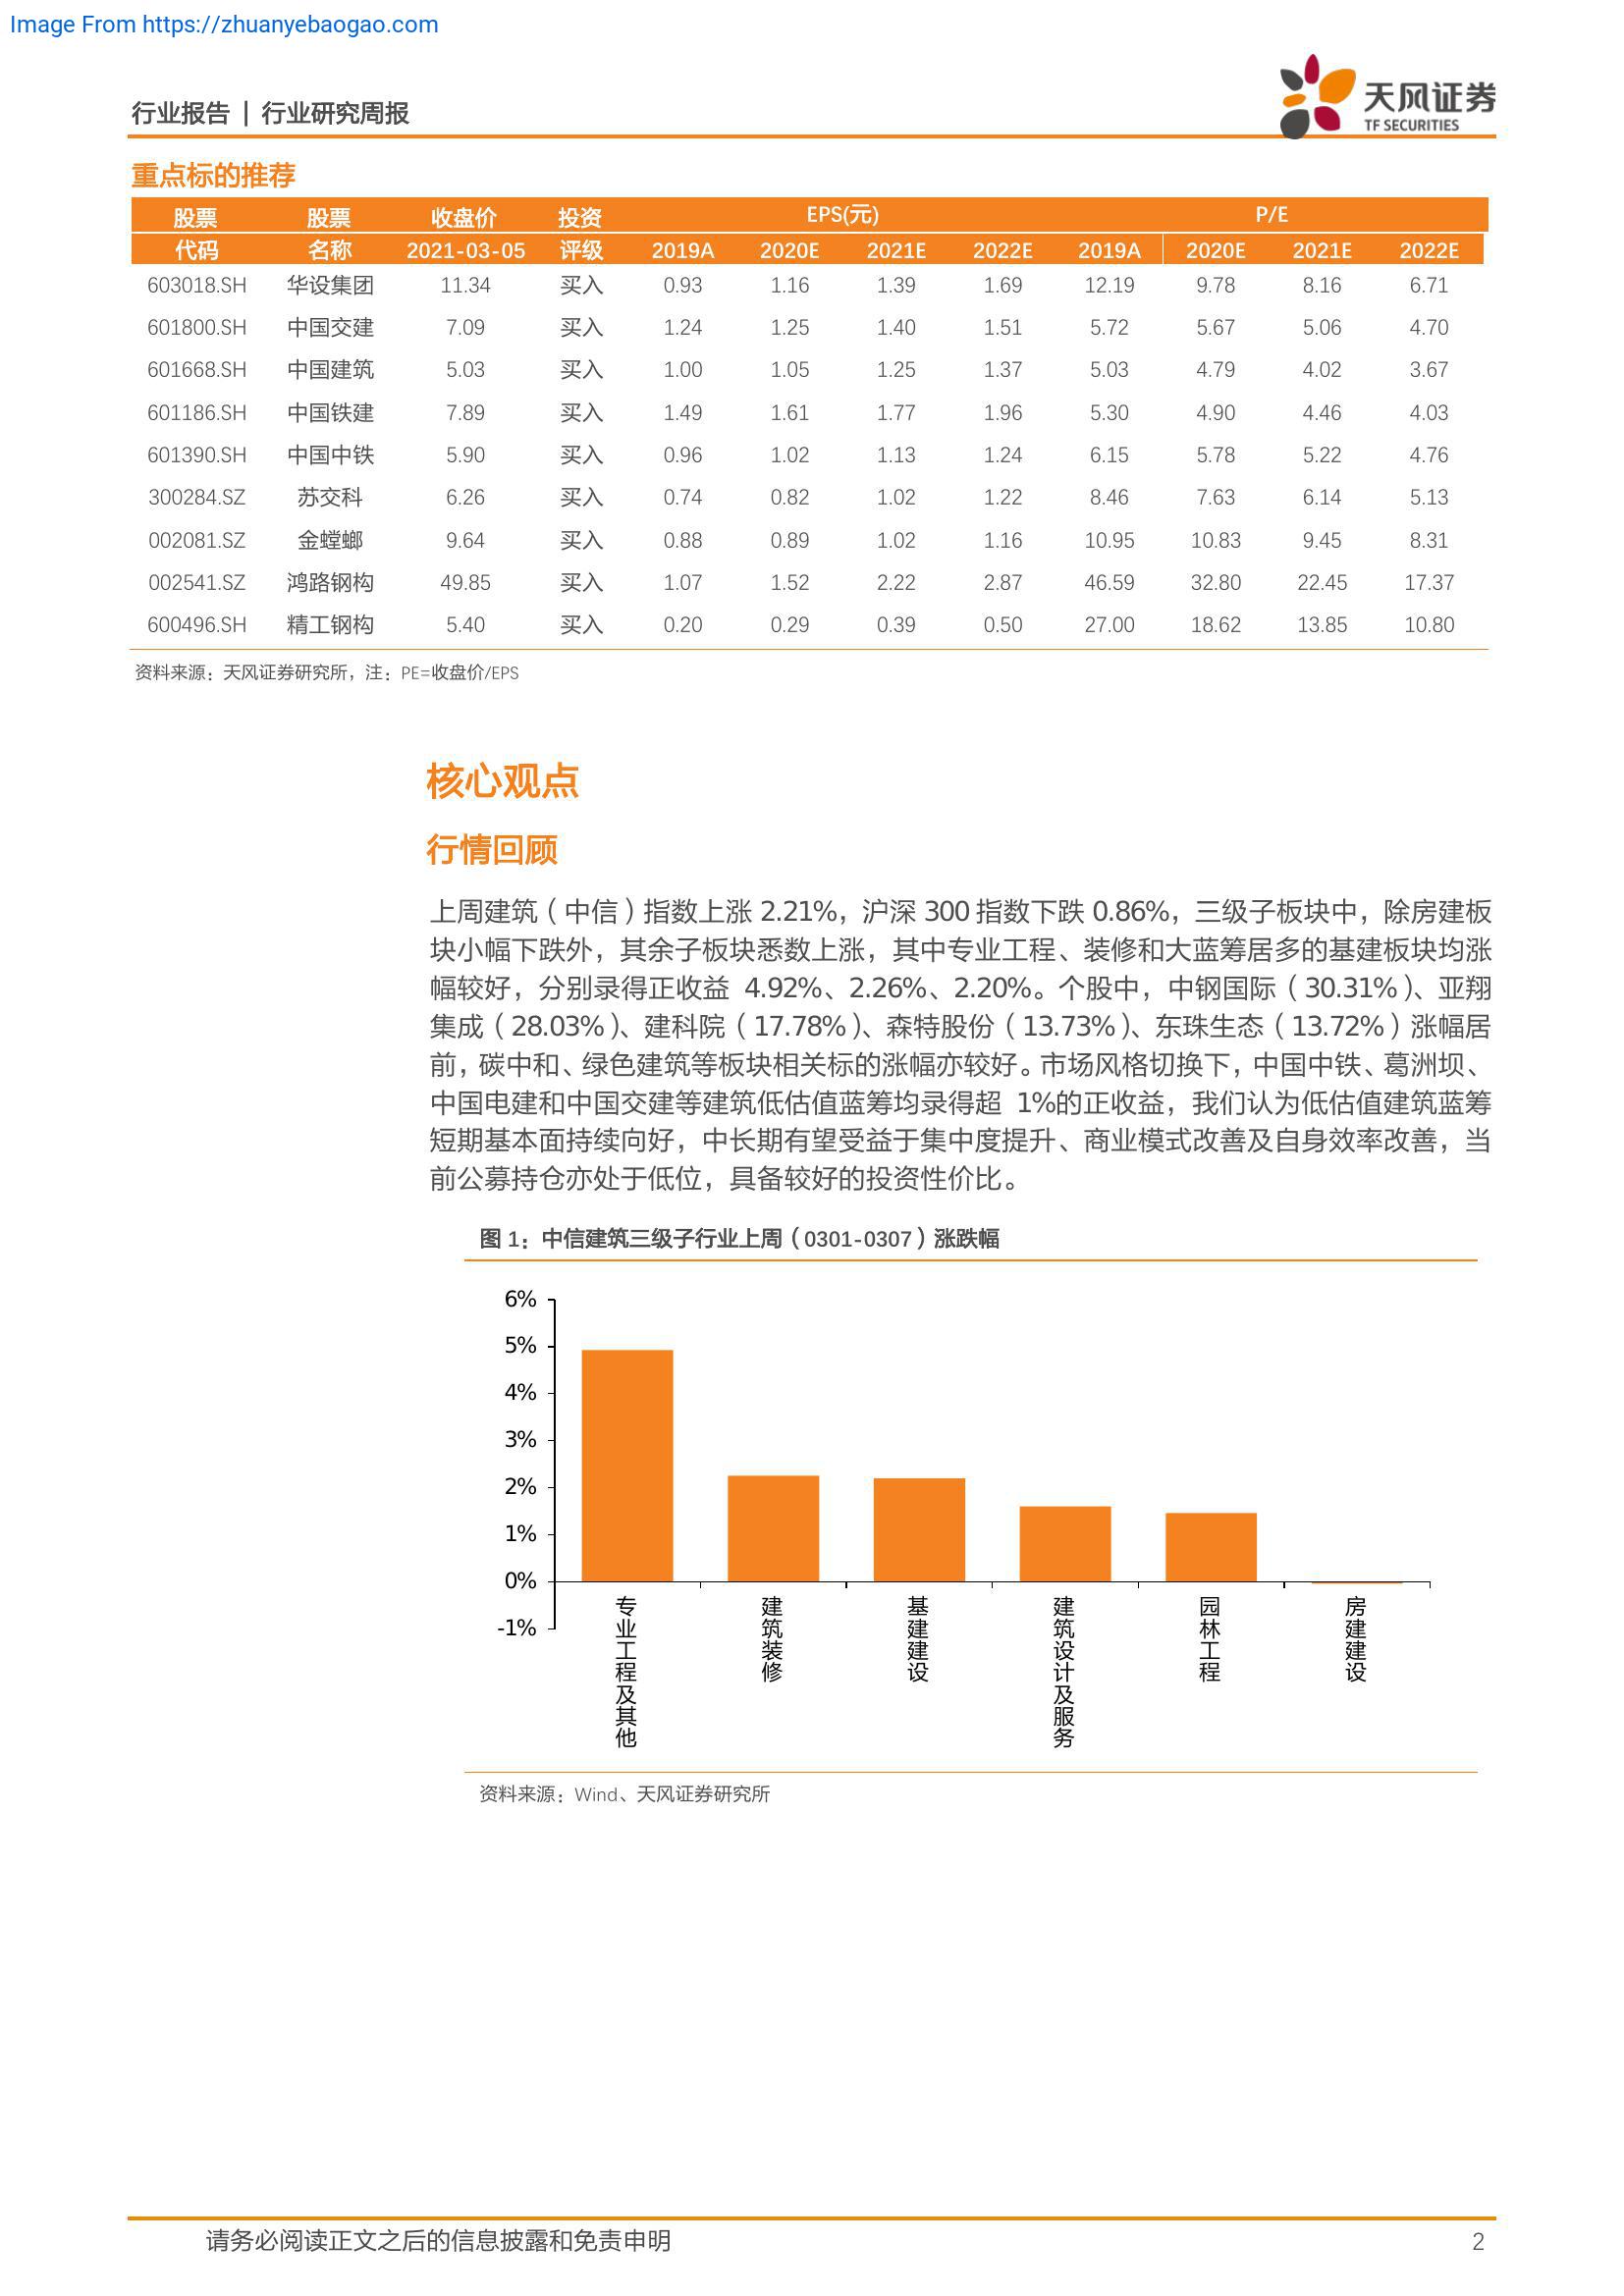 Image From https://zhuanyebaogao.com
行业报告 | 行业研究周报
天风证券
TF SECURITIES
重点标的推荐
股票 股票 收盘价 投资 EPS(元) P/E
代码 名称 2021-03-05 评级 2019A 2020E 2021E 2022E 2019A 2020E 2021E 2022E
603018.SH 华设集团 11.34 买入 0.93 1.16 1.39 1.69 12.19 9.78 8.16 6.71
601800.SH 中国交建 7.09 买入 1.24 1.25 1.40 1.51 5.72 5.67 5.06 4.70
601668.SH 中国建筑 5.03 买入 1.00 1.05 1.25 1.37 5.03 4.79 4.02 3.67
601186.SH 中国铁建 7.89 买入 1.49 1.61 1.77 1.96 5.30 4.90 4.46 4.03
601390.SH 中国中铁 5.90 买入 0.96 1.02 1.13 1.24 6.15 5.78 5.22 4.76
300284.SZ 苏交科 6.26 买入 0.74 0.82 1.02 1.22 8.46 7.63 6.14 5.13
002081.SZ 金螳螂 9.64 买入 0.88 0.89 1.02 1.16 10.95 10.83 9.45 8.31
002541.SZ 鸿路钢构 49.85 买入 1.07 1.52 2.22 2.87 46.59 32.80 22.45 17.37
600496.SH 精工钢构 5.40 买入 0.20 0.29 0.39 0.50 27.00 18.62 13.85 10.80
资料来源：天风证券研究所，注：PE=收盘价/EPS
核心观点
行情回顾
上周建筑（中信）指数上涨 2.21%，沪深 300 指数下跌 0.86%，三级子板块中，除房建板
块小幅下跌外，其余子板块悉数上涨，其中专业工程、装修和大蓝筹居多的基建板块均涨
幅较好，分别录得正收益 4.92%、2.26%、2.20%。个股中，中钢国际（30.31%）、亚翔
集成（28.03%）、建科院（17.78%）、森特股份（13.73%）、东珠生态（13.72%）涨幅居
前，碳中和、绿色建筑等板块相关标的涨幅亦较好。市场风格切换下，中国中铁、葛洲坝、
中国电建和中国交建等建筑低估值蓝筹均录得超 1%的正收益，我们认为低估值建筑蓝筹
短期基本面持续向好，中长期有望受益于集中度提升、商业模式改善及自身效率改善，当
前公募持仓亦处于低位，具备较好的投资性价比。
图 1：中信建筑三级子行业上周（0301-0307）涨跌幅
6%
5%
4%
3%
2%
1%
0%
-1%
专业工程及其他
建筑装修
基建建设
建筑设计及服务
园林工程
房建建设
资料来源：Wind、天风证券研究所
请务必阅读正文之后的信息披露和免责申明 2